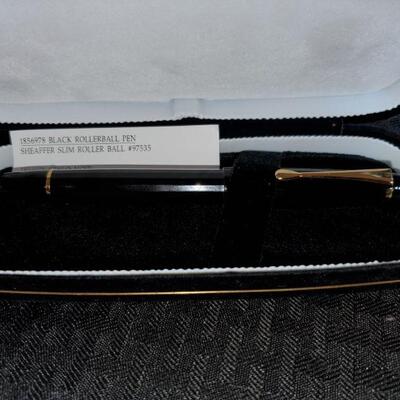 1856978 BLACK ROLLERBALL PEN
SHEAFFER SLIM ROLLER BALL #97535